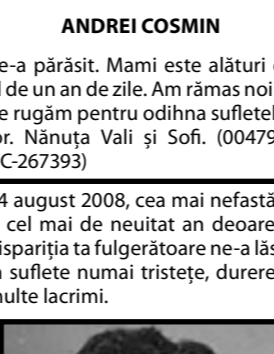 ANDREI COSMIN
e-a părăsit. Mami este alături
de un an de zile. Am rămas noi
e rugăm pentru odihna sufletel
or. Nănuța Vali și Sofi. (00479
C-267393)
4 august 2008, cea mai nefastă
cel mai de neuitat an deoare
ispariția ta fulgerătoare ne-a lăs
suflete numai tristețe, durere
multe lacrimi.